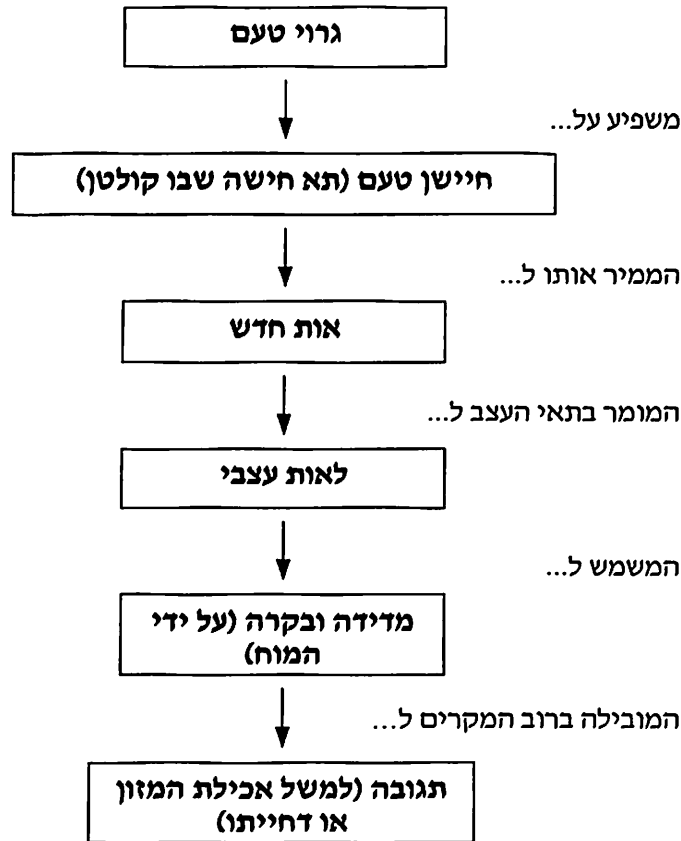 גרוי טעם
משפיע על...
חיישן טעם (תא חישה שבו קולטן)
הממיר אותו ל...
אות חדש
המומר בתאי העצב ל...
לאות עצבי
המשמש ל...
מדידה ובקרה (על ידי
המוח)
המובילה ברוב המקרים ל...
תגובה (למשל אכילת המזון
או דחייתו)